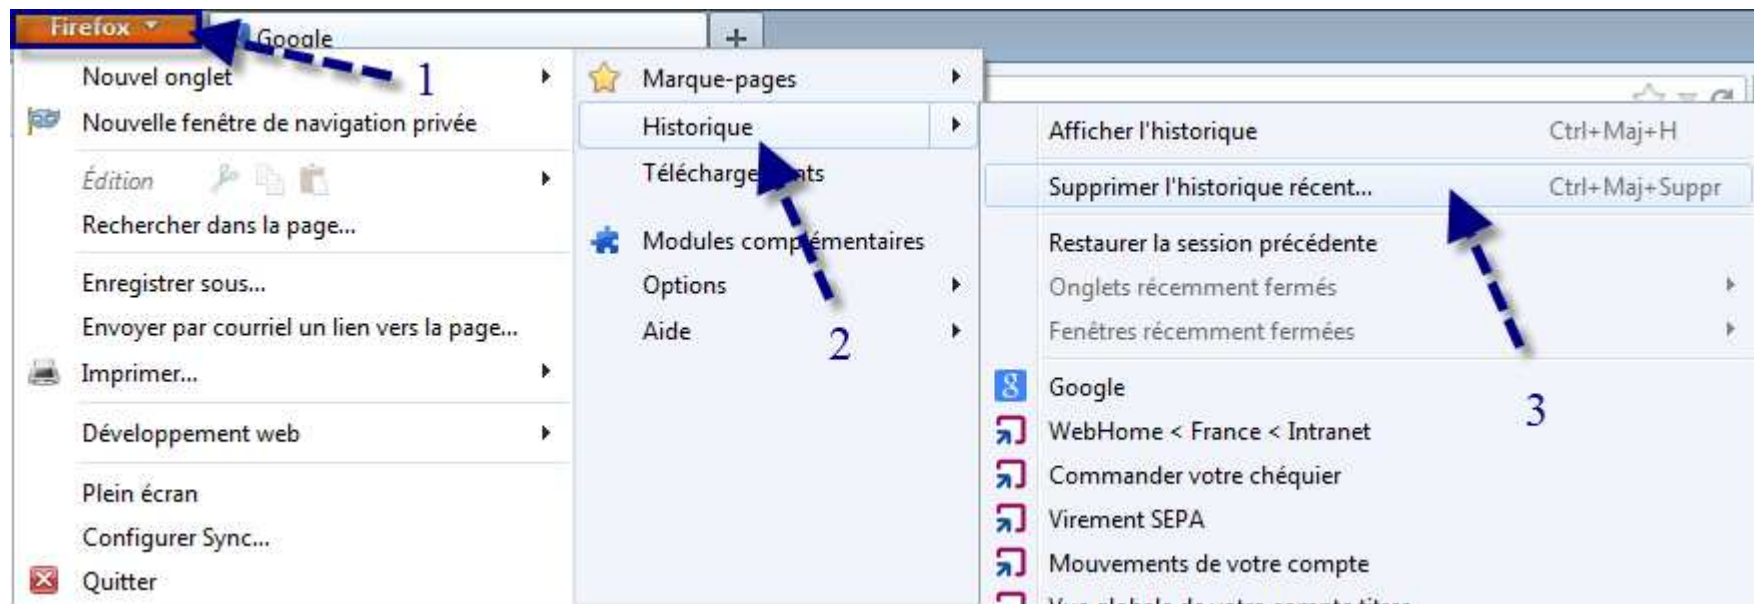 Firefox
Google
+
1
Nouvel onglet
Nouvelle fenêtre de navigation privée
Édition
Rechercher dans la page...
Enregistrer sous...
Envoyer par courriel un lien vers la page...
Imprimer...
Développement web
Plein écran
Configurer Sync...
Quitter
Marque-pages
Historique
Modules complémentaires
Options
Aide
2
Afficher l'historique Ctrl+Maj+H
Supprimer l'historique récent... Ctrl+Maj+Suppr
Restaurer la session précédente
Onglets récemment fermés
Fenêtres récemment fermées
3
8 Google
WebHome < France < Intranet
Commander votre chéquier
Virement SEPA
Mouvements de votre compte